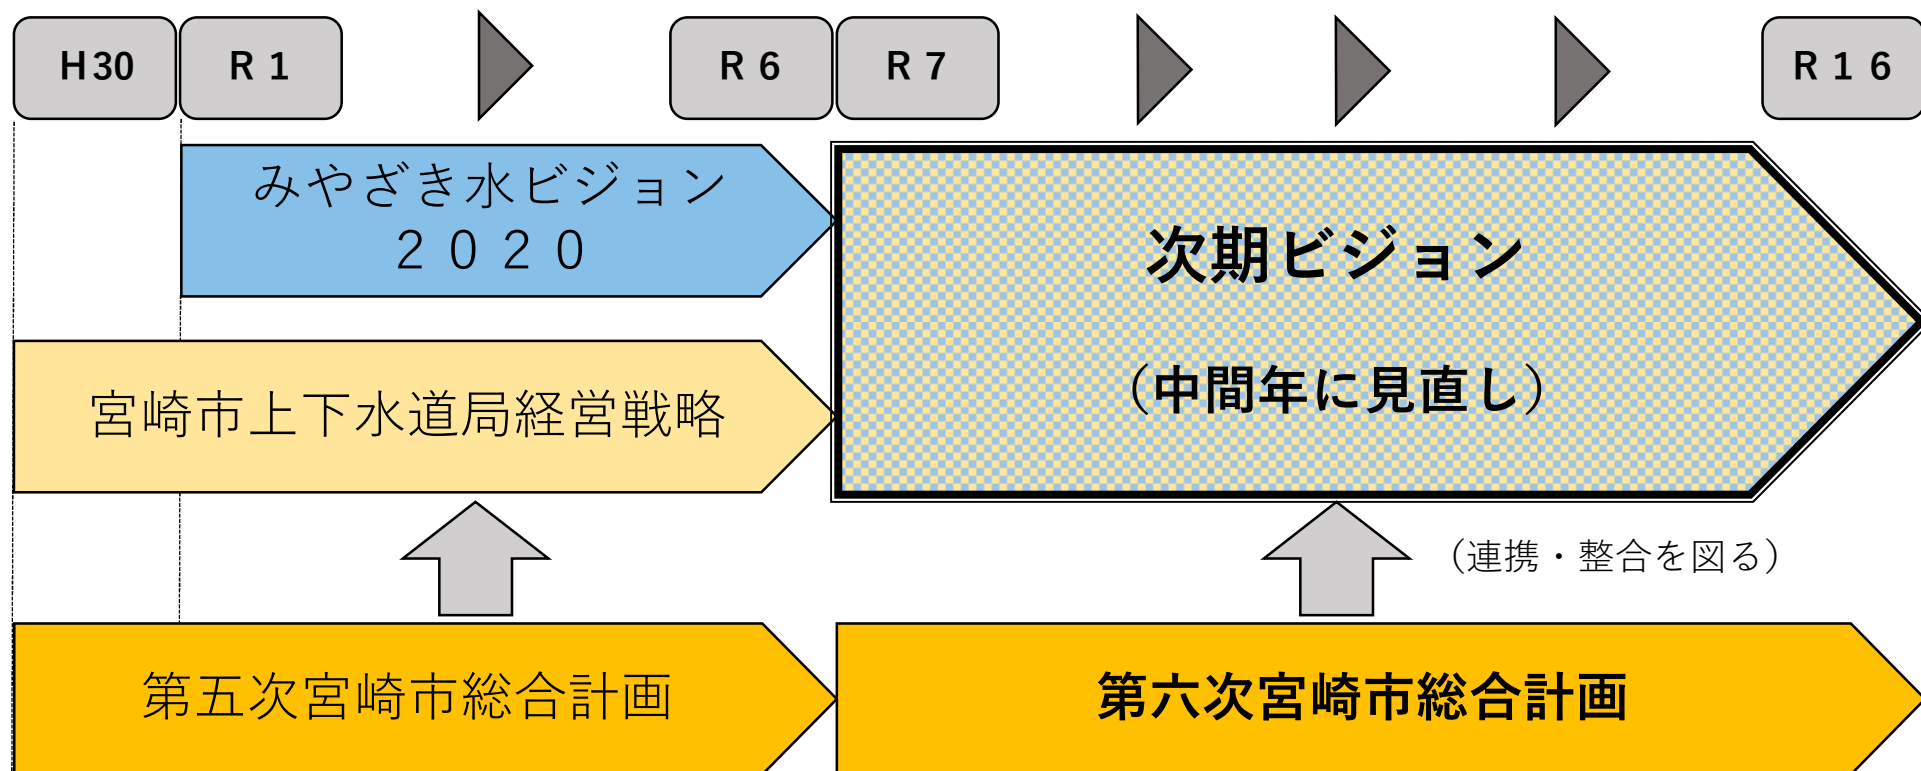 H30
R 1
R 6
R 7
R 1 6
みやざき水ビジョン
２０２０
次期ビジョン
（中間年に見直し）
宮崎市上下水道局経営戦略
（連携・整合を図る）
第五次宮崎市総合計画
第六次宮崎市総合計画